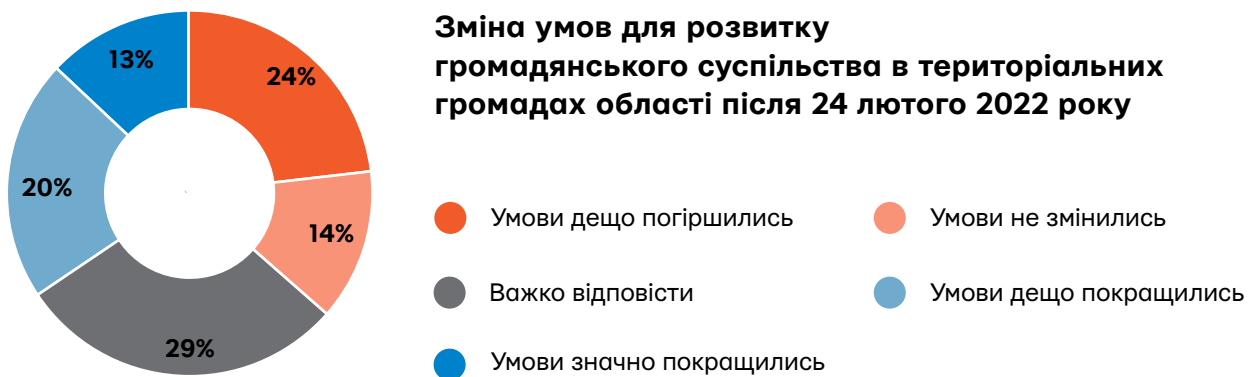 Зміна умов для розвитку
громадянського суспільства в територіальних
громадах області після 24 лютого 2022 року
13%
24%
20%
14%
29%
Умови дещо погіршились
Умови не змінились
Важко відповісти
Умови дещо покращились
Умови значно покращились